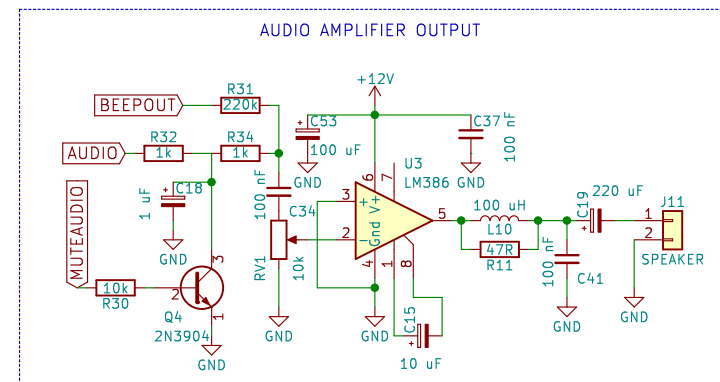 AUDIO AMPLIFIER OUTPUT
+12V
BEEPOUT
R31
220k
C53
100 uF
GND
C37
100 nF
GND
AUDIO
R32
1k
R34
1k
C18
1 uF
GND
100 nF
C34
U3
LM386
6
7
3
+
V+
5
2
-
Gnd
4
1
8
RV1
10k
GND
GND
C15
+
10 uF
100 uH
L10
47R
R11
C19
+
220 uF
100 nF
C41
GND
J11
1
2
SPEAKER
GND
MUTEAUDIO
10k
R30
2
3
1
Q4
2N3904
GND